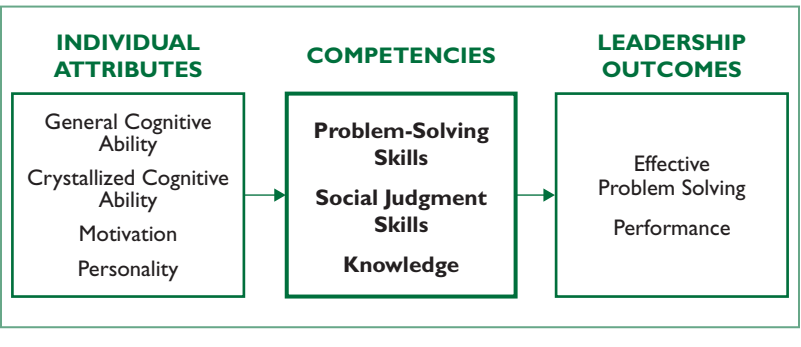 INDIVIDUAL
ATTRIBUTES
General Cognitive
Ability
Crystallized Cognitive
Ability
Motivation
Personality
COMPETENCIES
Problem-Solving
Skills
Social Judgment
Skills
Knowledge
LEADERSHIP
OUTCOMES
Effective
Problem Solving
Performance